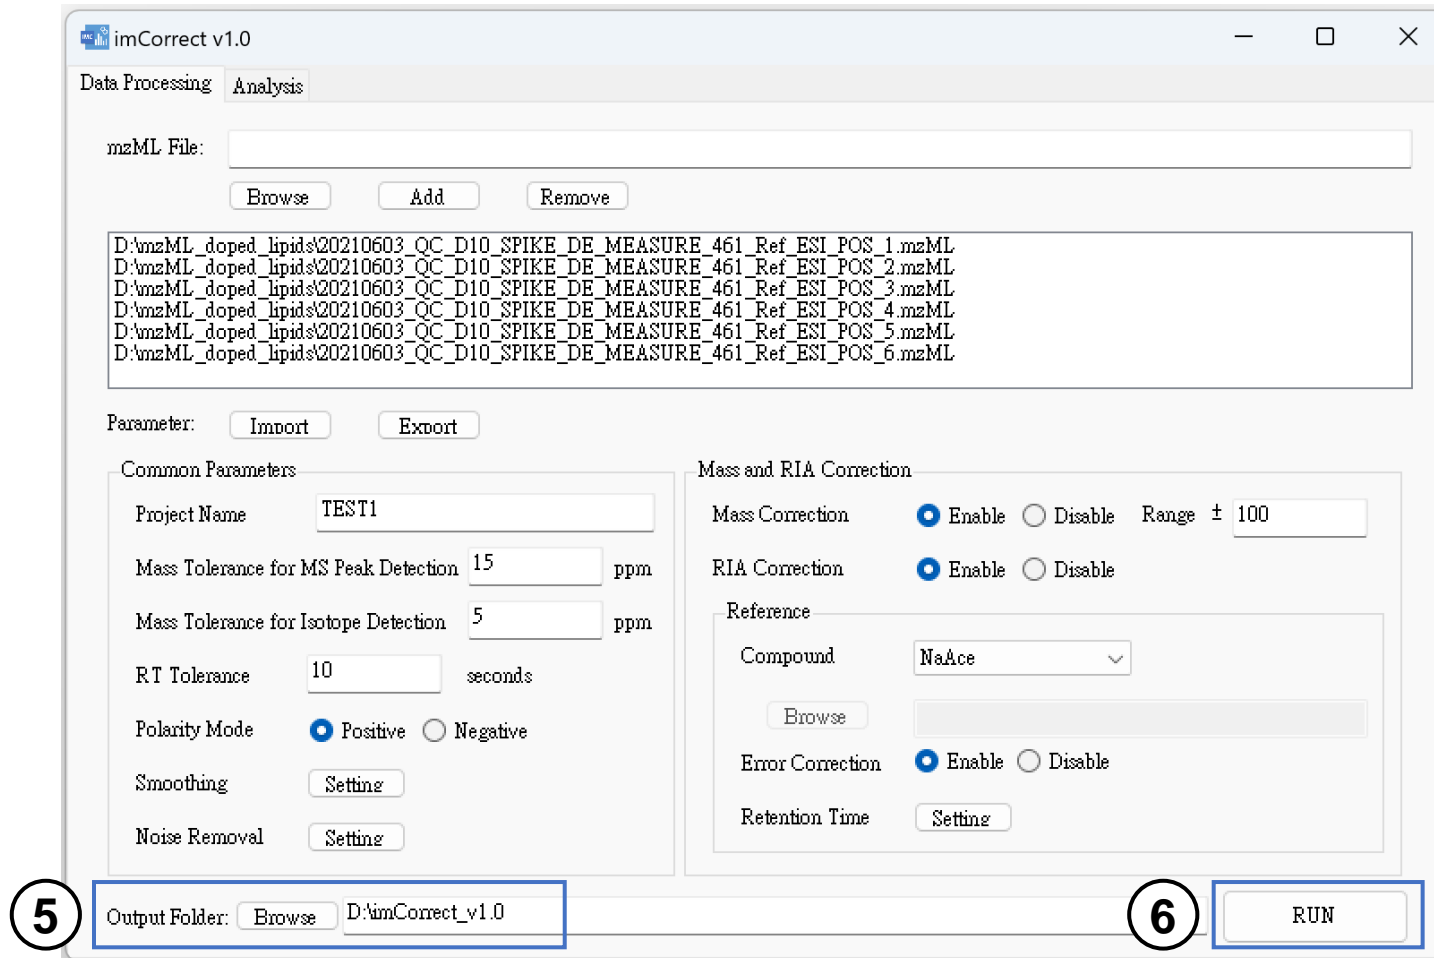 imCorrect v1.0
Data Processing Analysis
mzML File:
Browse Add Remove
D:\mzML_doped_lipids\20210603_QC_D10_SPIKE_DE_MEASURE_461_Ref_ESI_POS_1.mzML
D:\mzML_doped_lipids\20210603_QC_D10_SPIKE_DE_MEASURE_461_Ref_ESI_POS_2.mzML
D:\mzML_doped_lipids\20210603_QC_D10_SPIKE_DE_MEASURE_461_Ref_ESI_POS_3.mzML
D:\mzML_doped_lipids\20210603_QC_D10_SPIKE_DE_MEASURE_461_Ref_ESI_POS_4.mzML
D:\mzML_doped_lipids\20210603_QC_D10_SPIKE_DE_MEASURE_461_Ref_ESI_POS_5.mzML
D:\mzML_doped_lipids\20210603_QC_D10_SPIKE_DE_MEASURE_461_Ref_ESI_POS_6.mzML
Parameter: Import Export
Common Parameters
Project Name TEST1
Mass Tolerance for MS Peak Detection 15 ppm
Mass Tolerance for Isotope Detection 5 ppm
RT Tolerance 10 seconds
Polarity Mode Positive Negative
Smoothing Setting
Noise Removal Setting
Mass and RIA Correction
Mass Correction Enable Disable Range ± 100
RIA Correction Enable Disable
Reference
Compound NaAce
Browse
Error Correction Enable Disable
Retention Time Setting
5 Output Folder: Browse D:\imCorrect_v1.0
6 RUN